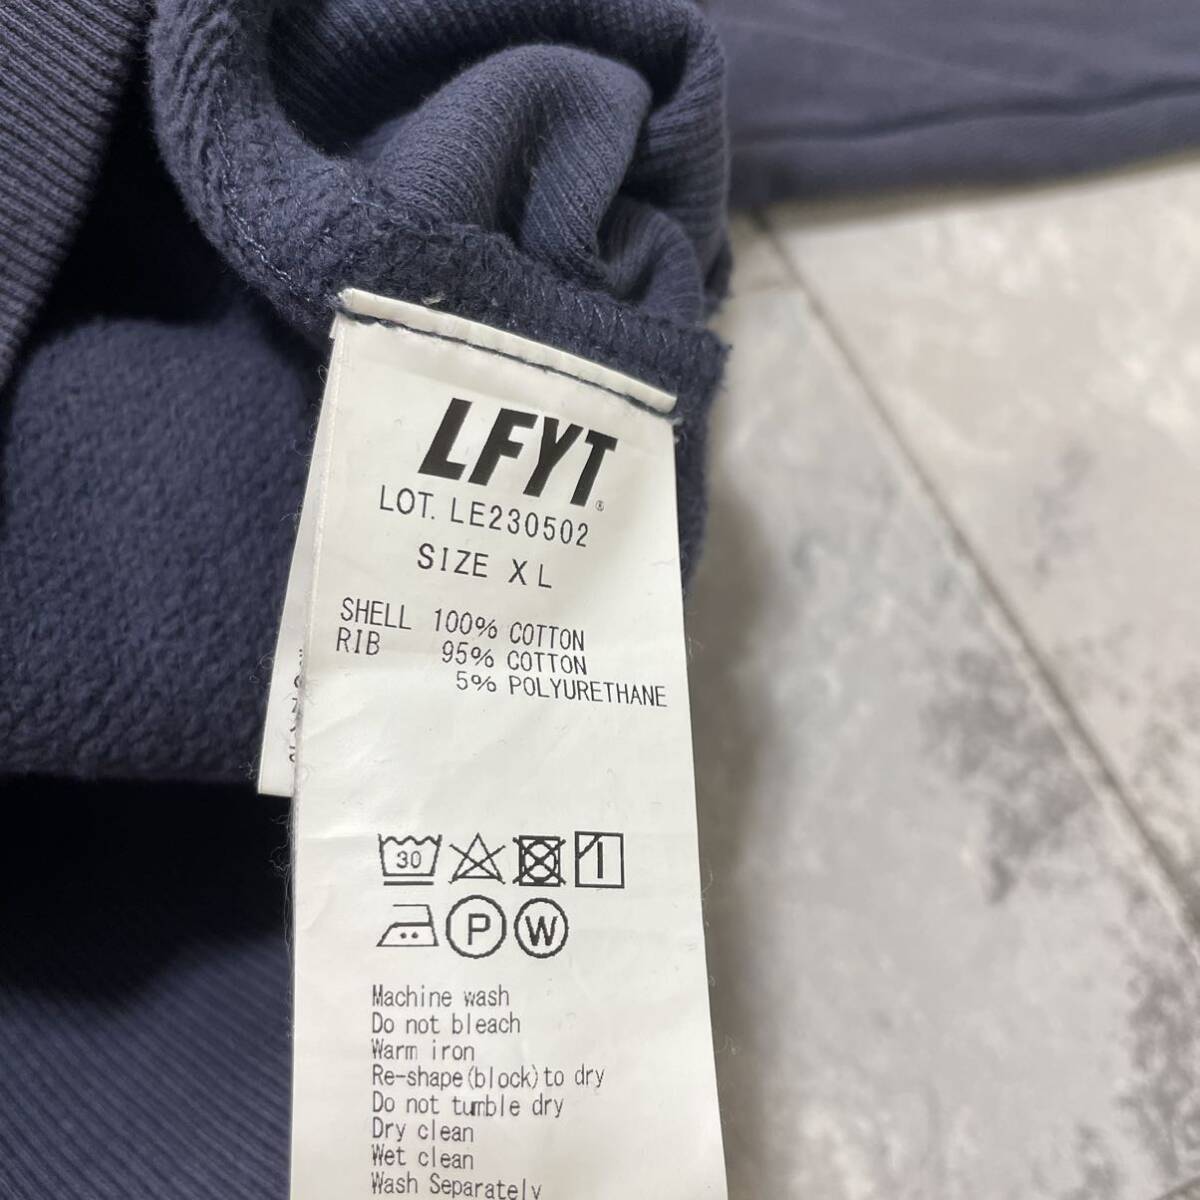 LFYT®
LOT. LE230502
SIZE XL
SHELL 100% COTTON
RIB 95% COTTON
5% POLYURETHANE
30
P W
Machine wash
Do not bleach
Warm iron
Re-shape(block)to dry
Do not tumble dry
Dry clean
Wet clean
Wash Separately